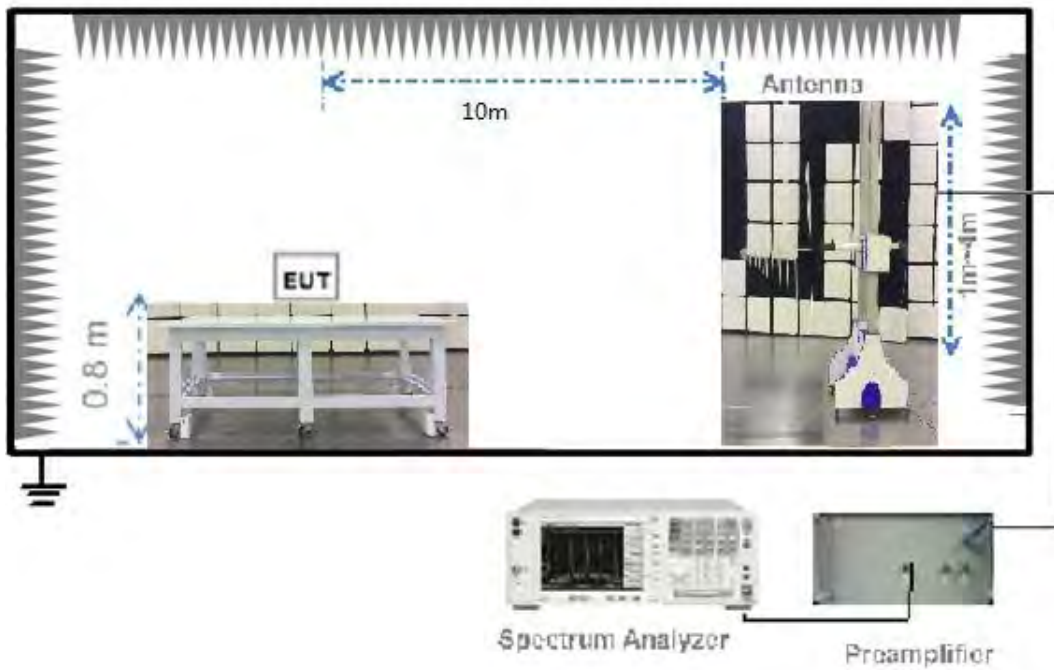 Antenna
10m
1m~4m
EUT
0.8 m
Spectrum Analyzer
Preamplifier